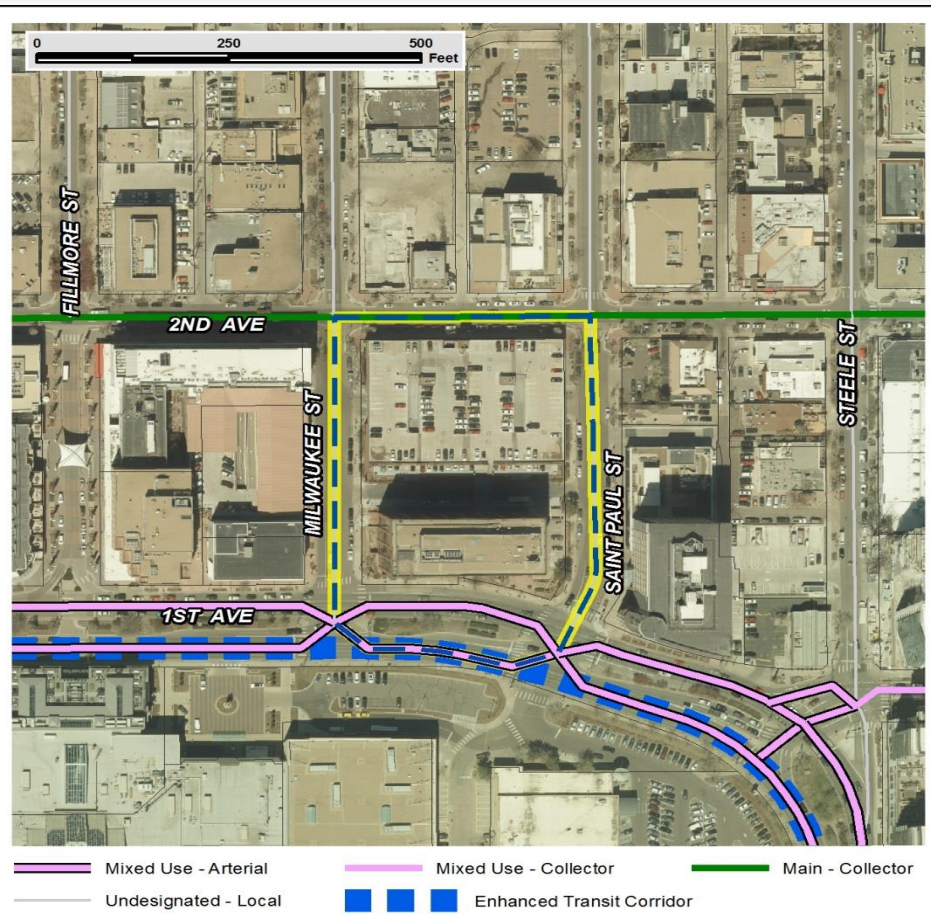 0 250 500
Feet
FILLMORE ST
2ND AVE
MILWAUKEE ST
SAINT PAUL ST
STEELE ST
1ST AVE
Mixed Use - Arterial
Mixed Use - Collector
Main - Collector
Undesignated - Local
Enhanced Transit Corridor